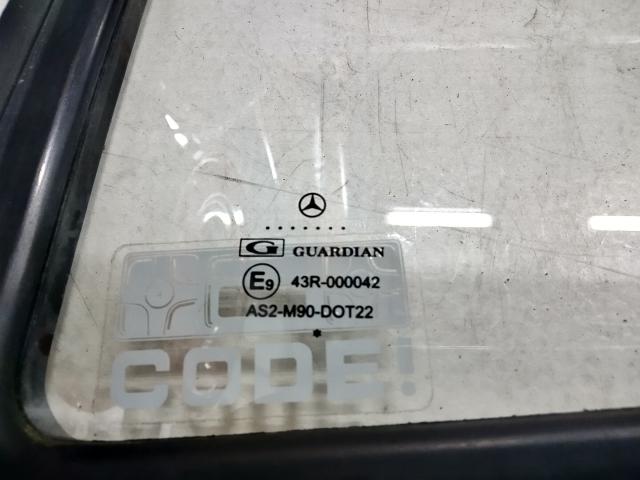 GUARDIAN
E9 43R-000042
AS2-M90-DOT22
CODE!